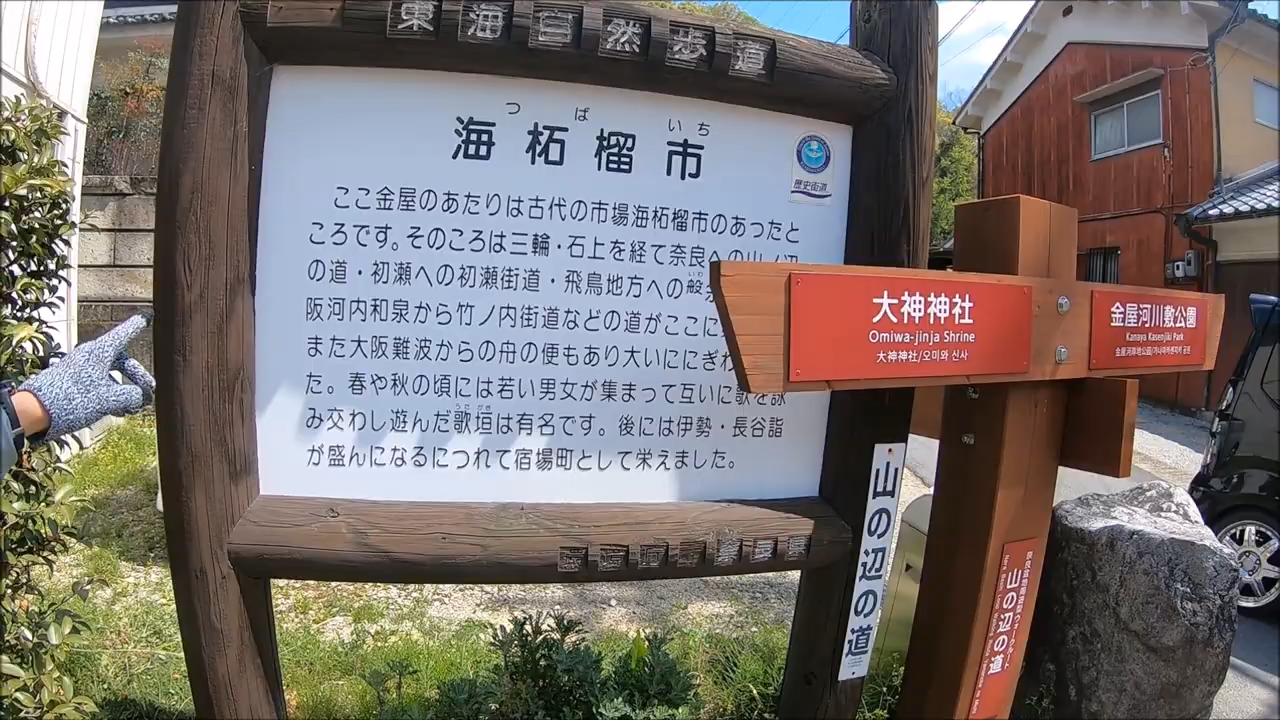 東海自然歩道
つばいち
海柘榴市
歴史街道
ここ金屋のあたりは古代の市場海柘榴市のあったと
ころです。そのころは三輪・石上を経て奈良への山ノ辺
の道・初瀬への初瀬街道・飛鳥地方への磐
阪河内和泉から竹ノ内街道などの道がここに
また大阪難波からの舟の便もあり大いににぎわ
た。春や秋の頃には若い男女が集まって互いに歌を詠
み交わし遊んだ歌垣は有名です。後には伊勢・長谷詣
が盛んになるにつれて宿場町として栄えました。
大神神社
Omiwa-jinja Shrine
大神神社/오미와 신사
金屋河川敷公園
Kanaya Kasenjiki Park
山の辺の道
山の辺の道